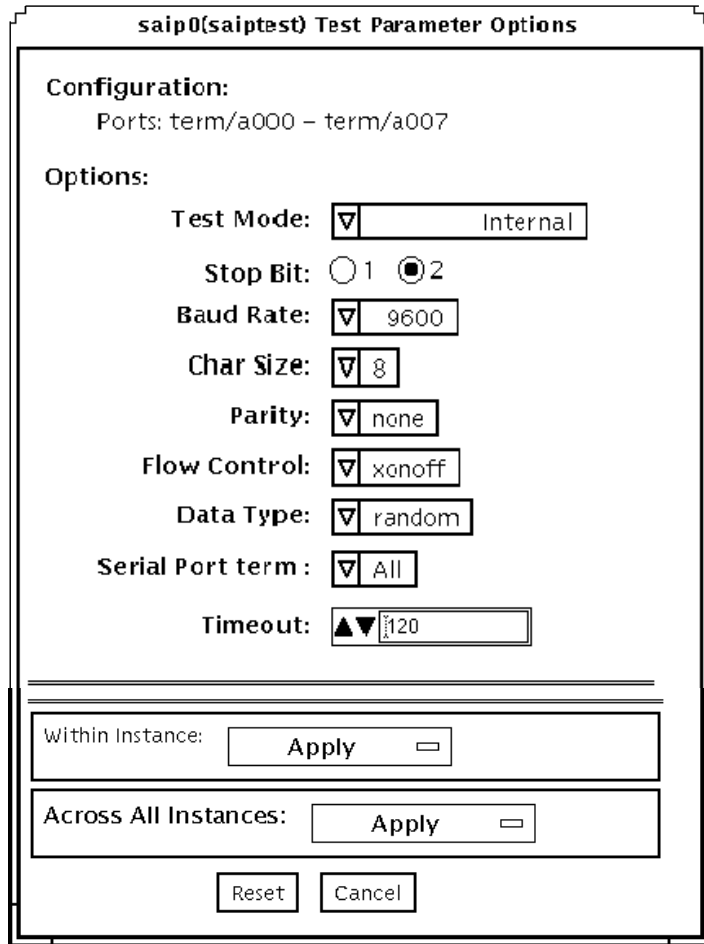 saip0(saiptest) Test Parameter Options
Configuration:
Ports: term/a000 – term/a007
Options:
Test Mode: Internal
Stop Bit: 1 2
Baud Rate: 9600
Char Size: 8
Parity: none
Flow Control: xonoff
Data Type: random
Serial Port term : All
Timeout: 120
Within Instance: Apply
Across All Instances: Apply
Reset Cancel